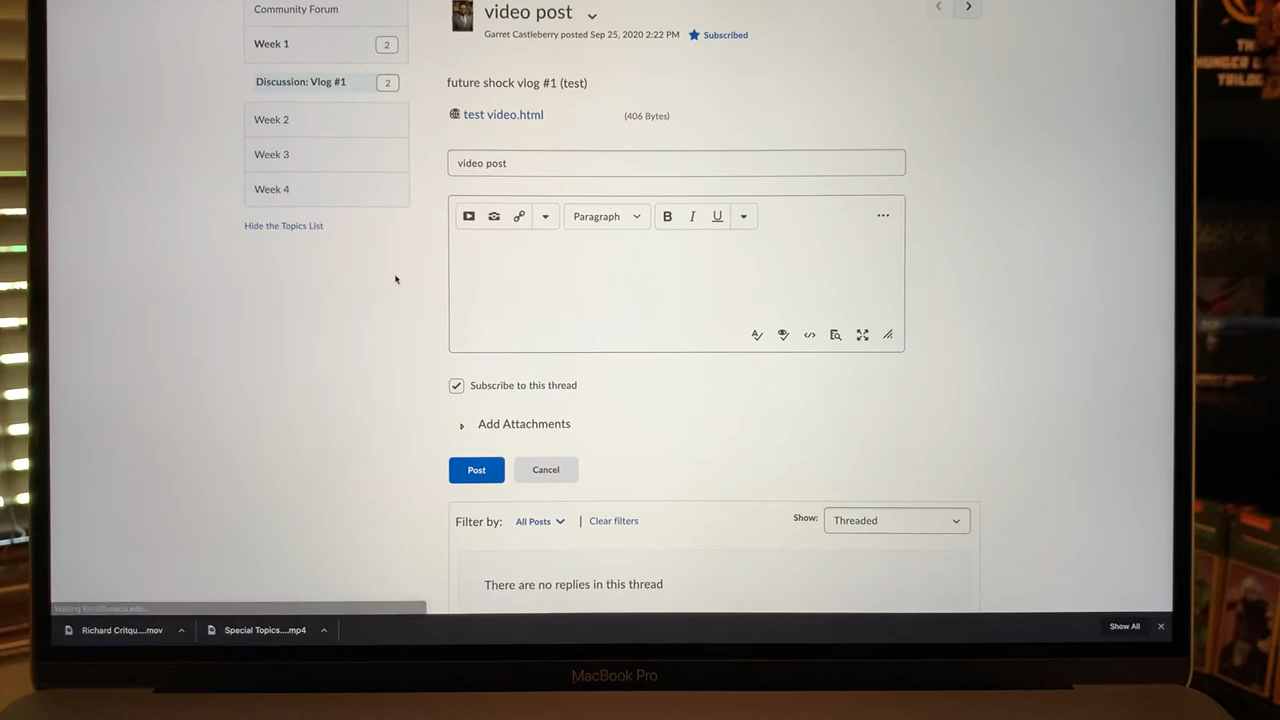 Community Forum
Week 1
2
Discussion: Vlog #1
2
Week 2
Week 3
Week 4
Hide the Topics List
video post
Garret Castleberry posted Sep 25, 2020 2:22 PM
Subscribed
future shock vlog #1 (test)
test video.html
(406 Bytes)
video post
Paragraph
B I U
Subscribe to this thread
Add Attachments
Post
Cancel
Filter by:
All Posts
Clear filters
Show:
Threaded
There are no replies in this thread
Waiting for
Richard Critqu....mov
Special Topics....mp4
Show All
MacBook Pro